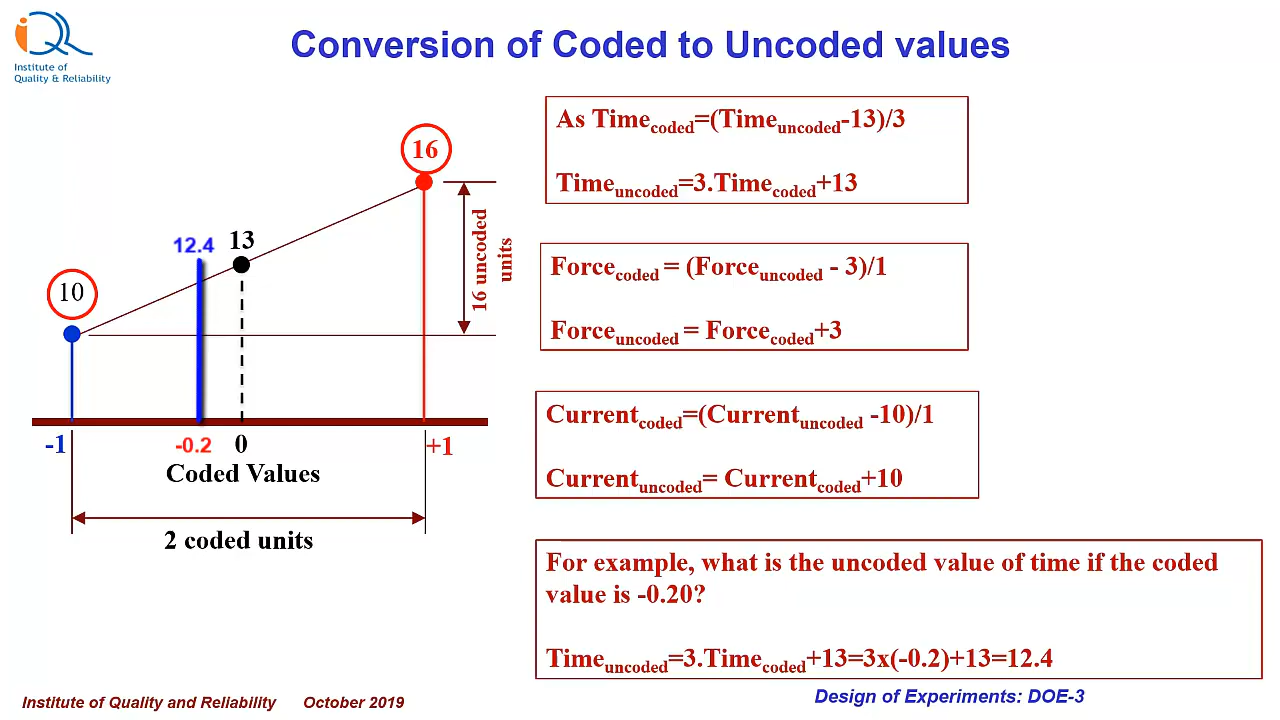 iQR
Institute of
Quality & Reliability
Conversion of Coded to Uncoded values
16
13
12.4
10
16 uncoded
units
-1
-0.2
0
+1
Coded Values
2 coded units
As Timecoded=(Timeuncoded-13)/3
Timeuncoded=3.Timecoded+13
Forcecoded = (Forceuncoded - 3)/1
Forceuncoded = Forcecoded+3
Currentcoded=(Currentuncoded -10)/1
Currentuncoded= Currentcoded+10
For example, what is the uncoded value of time if the coded
value is -0.20?
Timeuncoded=3.Timecoded+13=3x(-0.2)+13=12.4
Institute of Quality and Reliability October 2019
Design of Experiments: DOE-3